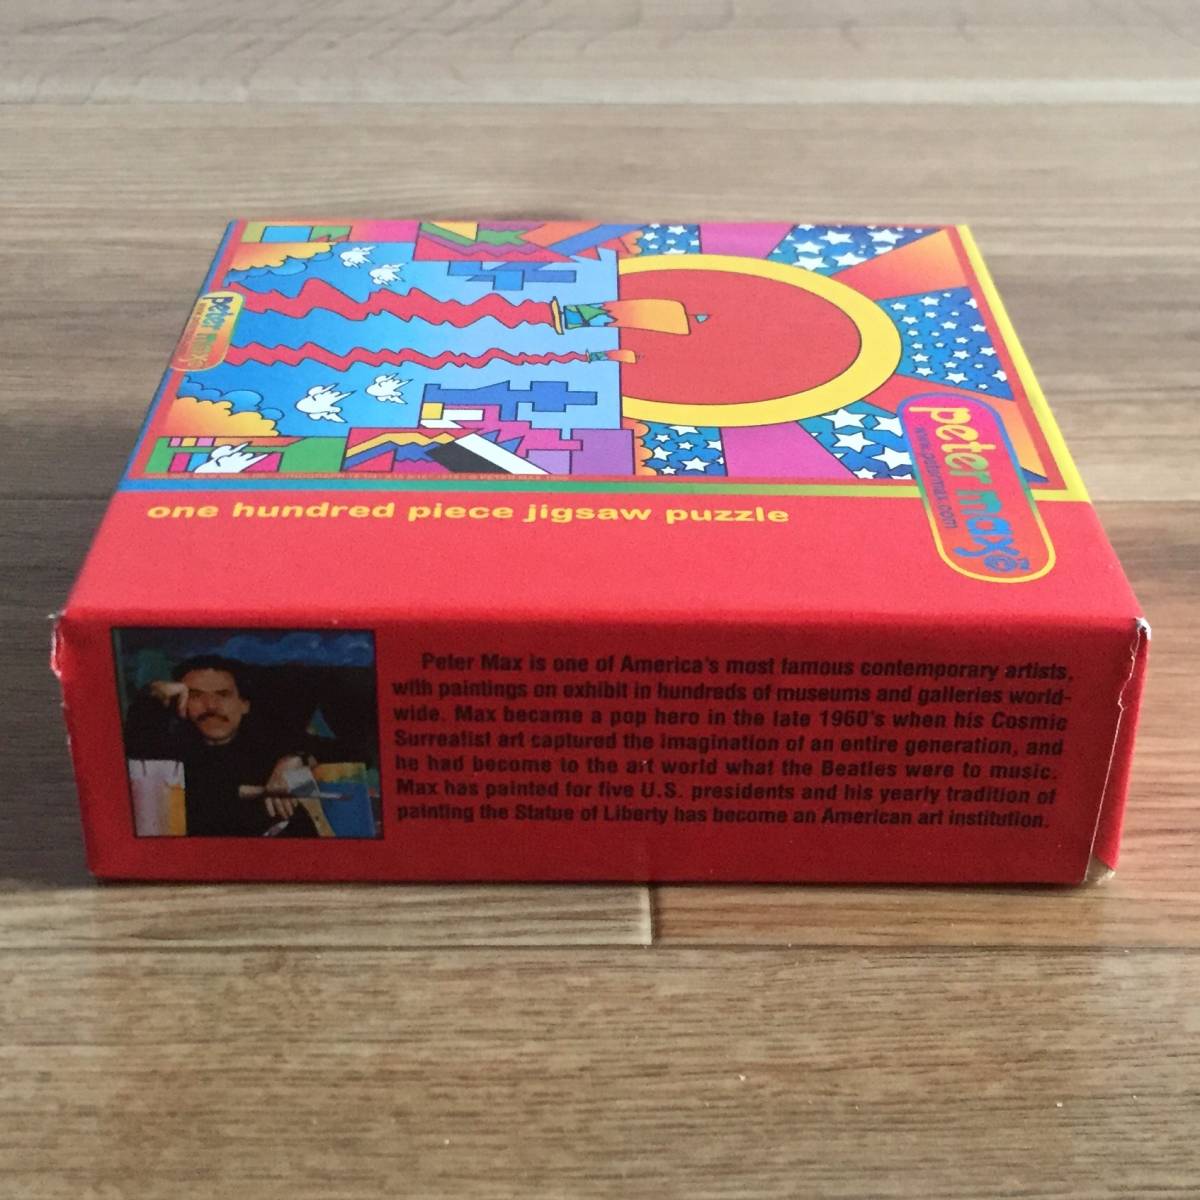 peter max©™
www.petermax.com
peter max©
one hundred piece jigsaw puzzle
Peter Max is one of America's most famous contemporary artists,
with paintings on exhibit in hundreds of museums and galleries world-
wide. Max became a pop hero in the late 1960's when his Cosmic
Surrealist art captured the imagination of an entire generation, and
he had become to the art world what the Beatles were to music.
Max has painted for five U.S. presidents and his yearly tradition of
painting the Statue of Liberty has become an American art institution.